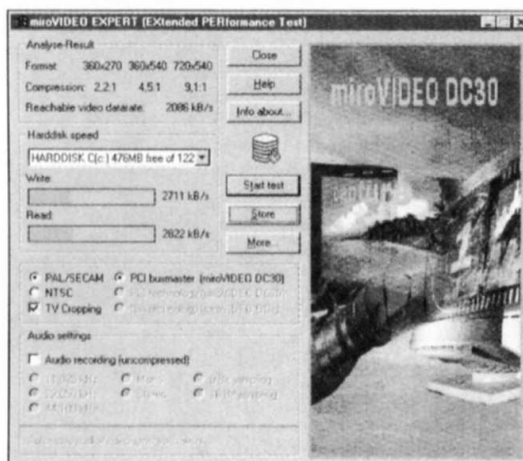 miroVIDEO EXPERT (EXtended PERformance Test)
Analyse-Result
Format: 360x270 360x540 720x540
Compression: 2,2:1 4,5:1 9,1:1
Reachable video datarate: 2086 kB/s
Harddisk speed
HARDDISK C(c:) 476MB free of 122
Write:
2711 kB/s
Read:
2822 kB/s
PAL/SECAM
NTSC
TV Cropping
PCI busmaster (miroVIDEO DC30)
Audio settings
Audio recording (uncompressed)
Mono
Stereo
Close
Help
Info about...
Start test
Store
More...
miroVIDEO DC30